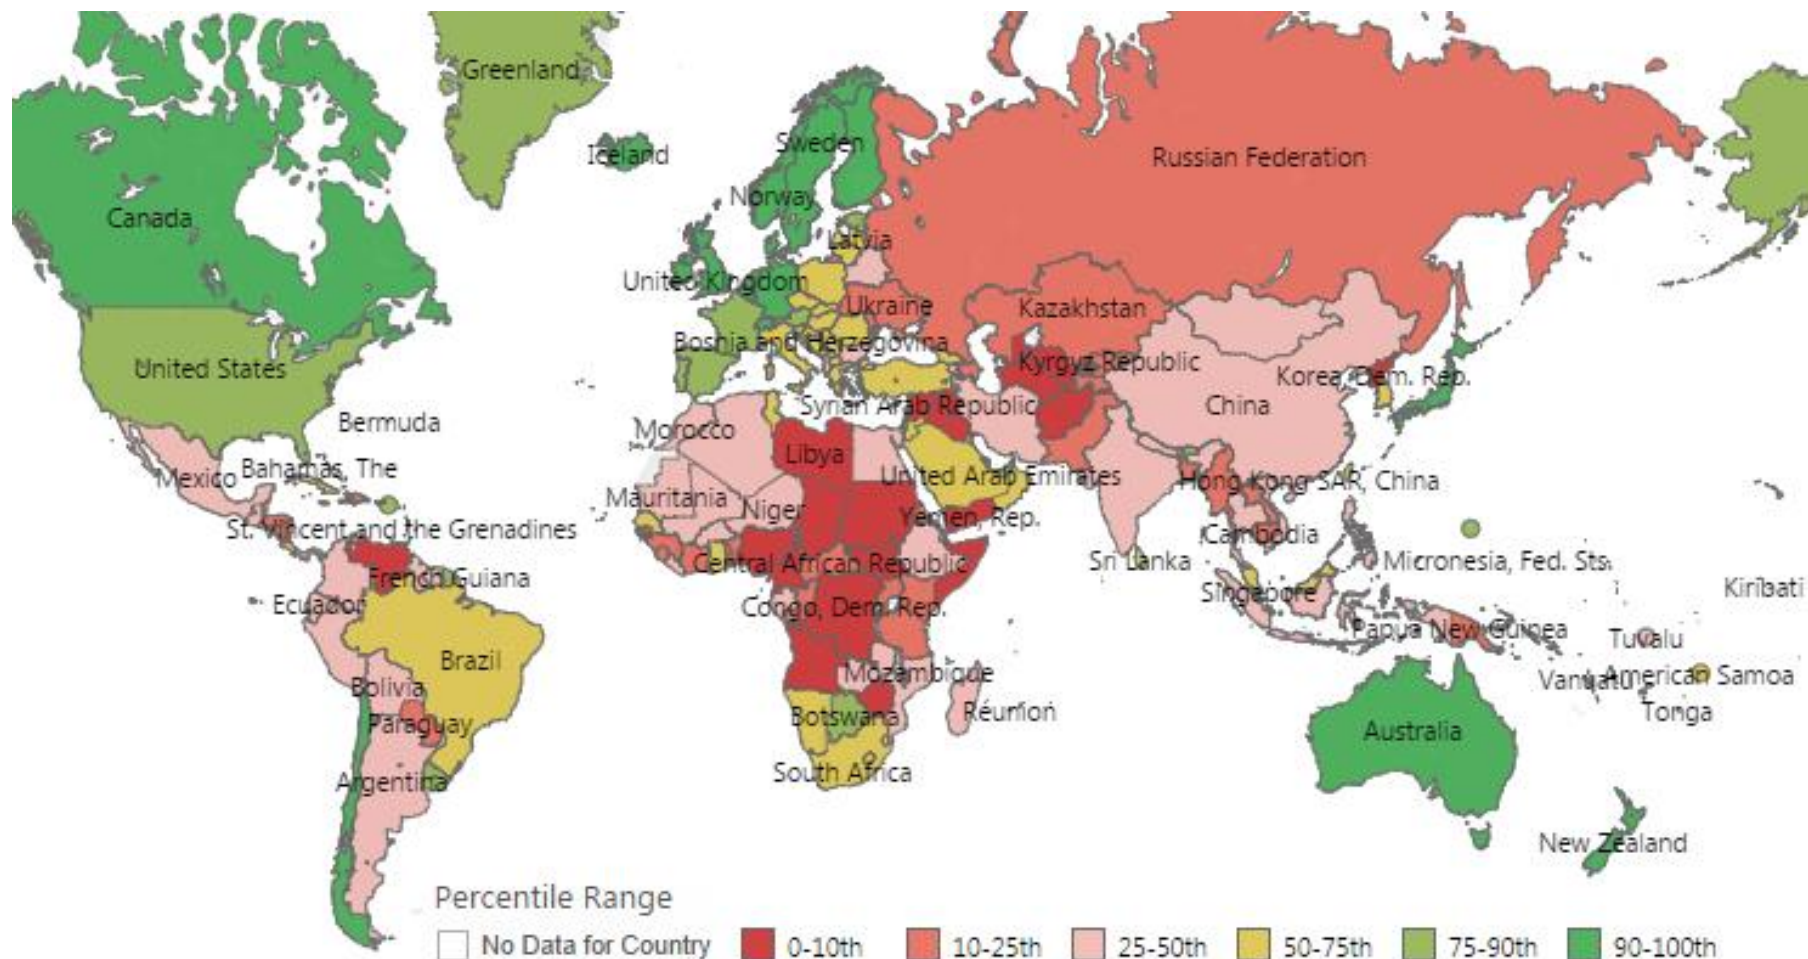 Greenland
Iceland
Sweden
Russian Federation
Norway
Canada
Latvia
United Kingdom
Ukraine
Kazakhstan
Bosnia and Herzegovina
United States
Kyrgyz Republic
Korea, Dem. Rep.
Syrian Arab Republic
China
Bermuda
Morocco
Libya
Bahamas, The
Mexico
United Arab Emirates
Hong Kong SAR, China
Mauritania
Niger
Yemen, Rep.
St. Vincent and the Grenadines
Cambodia
Central African Republic
Sri Lanka
Micronesia, Fed. Sts.
French Guiana
Kiribati
Singapore
Ecuador
Congo, Dem. Rep.
Papua New Guinea
Tuvalu
Brazil
Mozambique
Vanuatu
American Samoa
Bolivia
Réunion
Tonga
Botswana
Paraguay
Australia
South Africa
Argentina
New Zealand
Percentile Range
No Data for Country
0-10th
10-25th
25-50th
50-75th
75-90th
90-100th